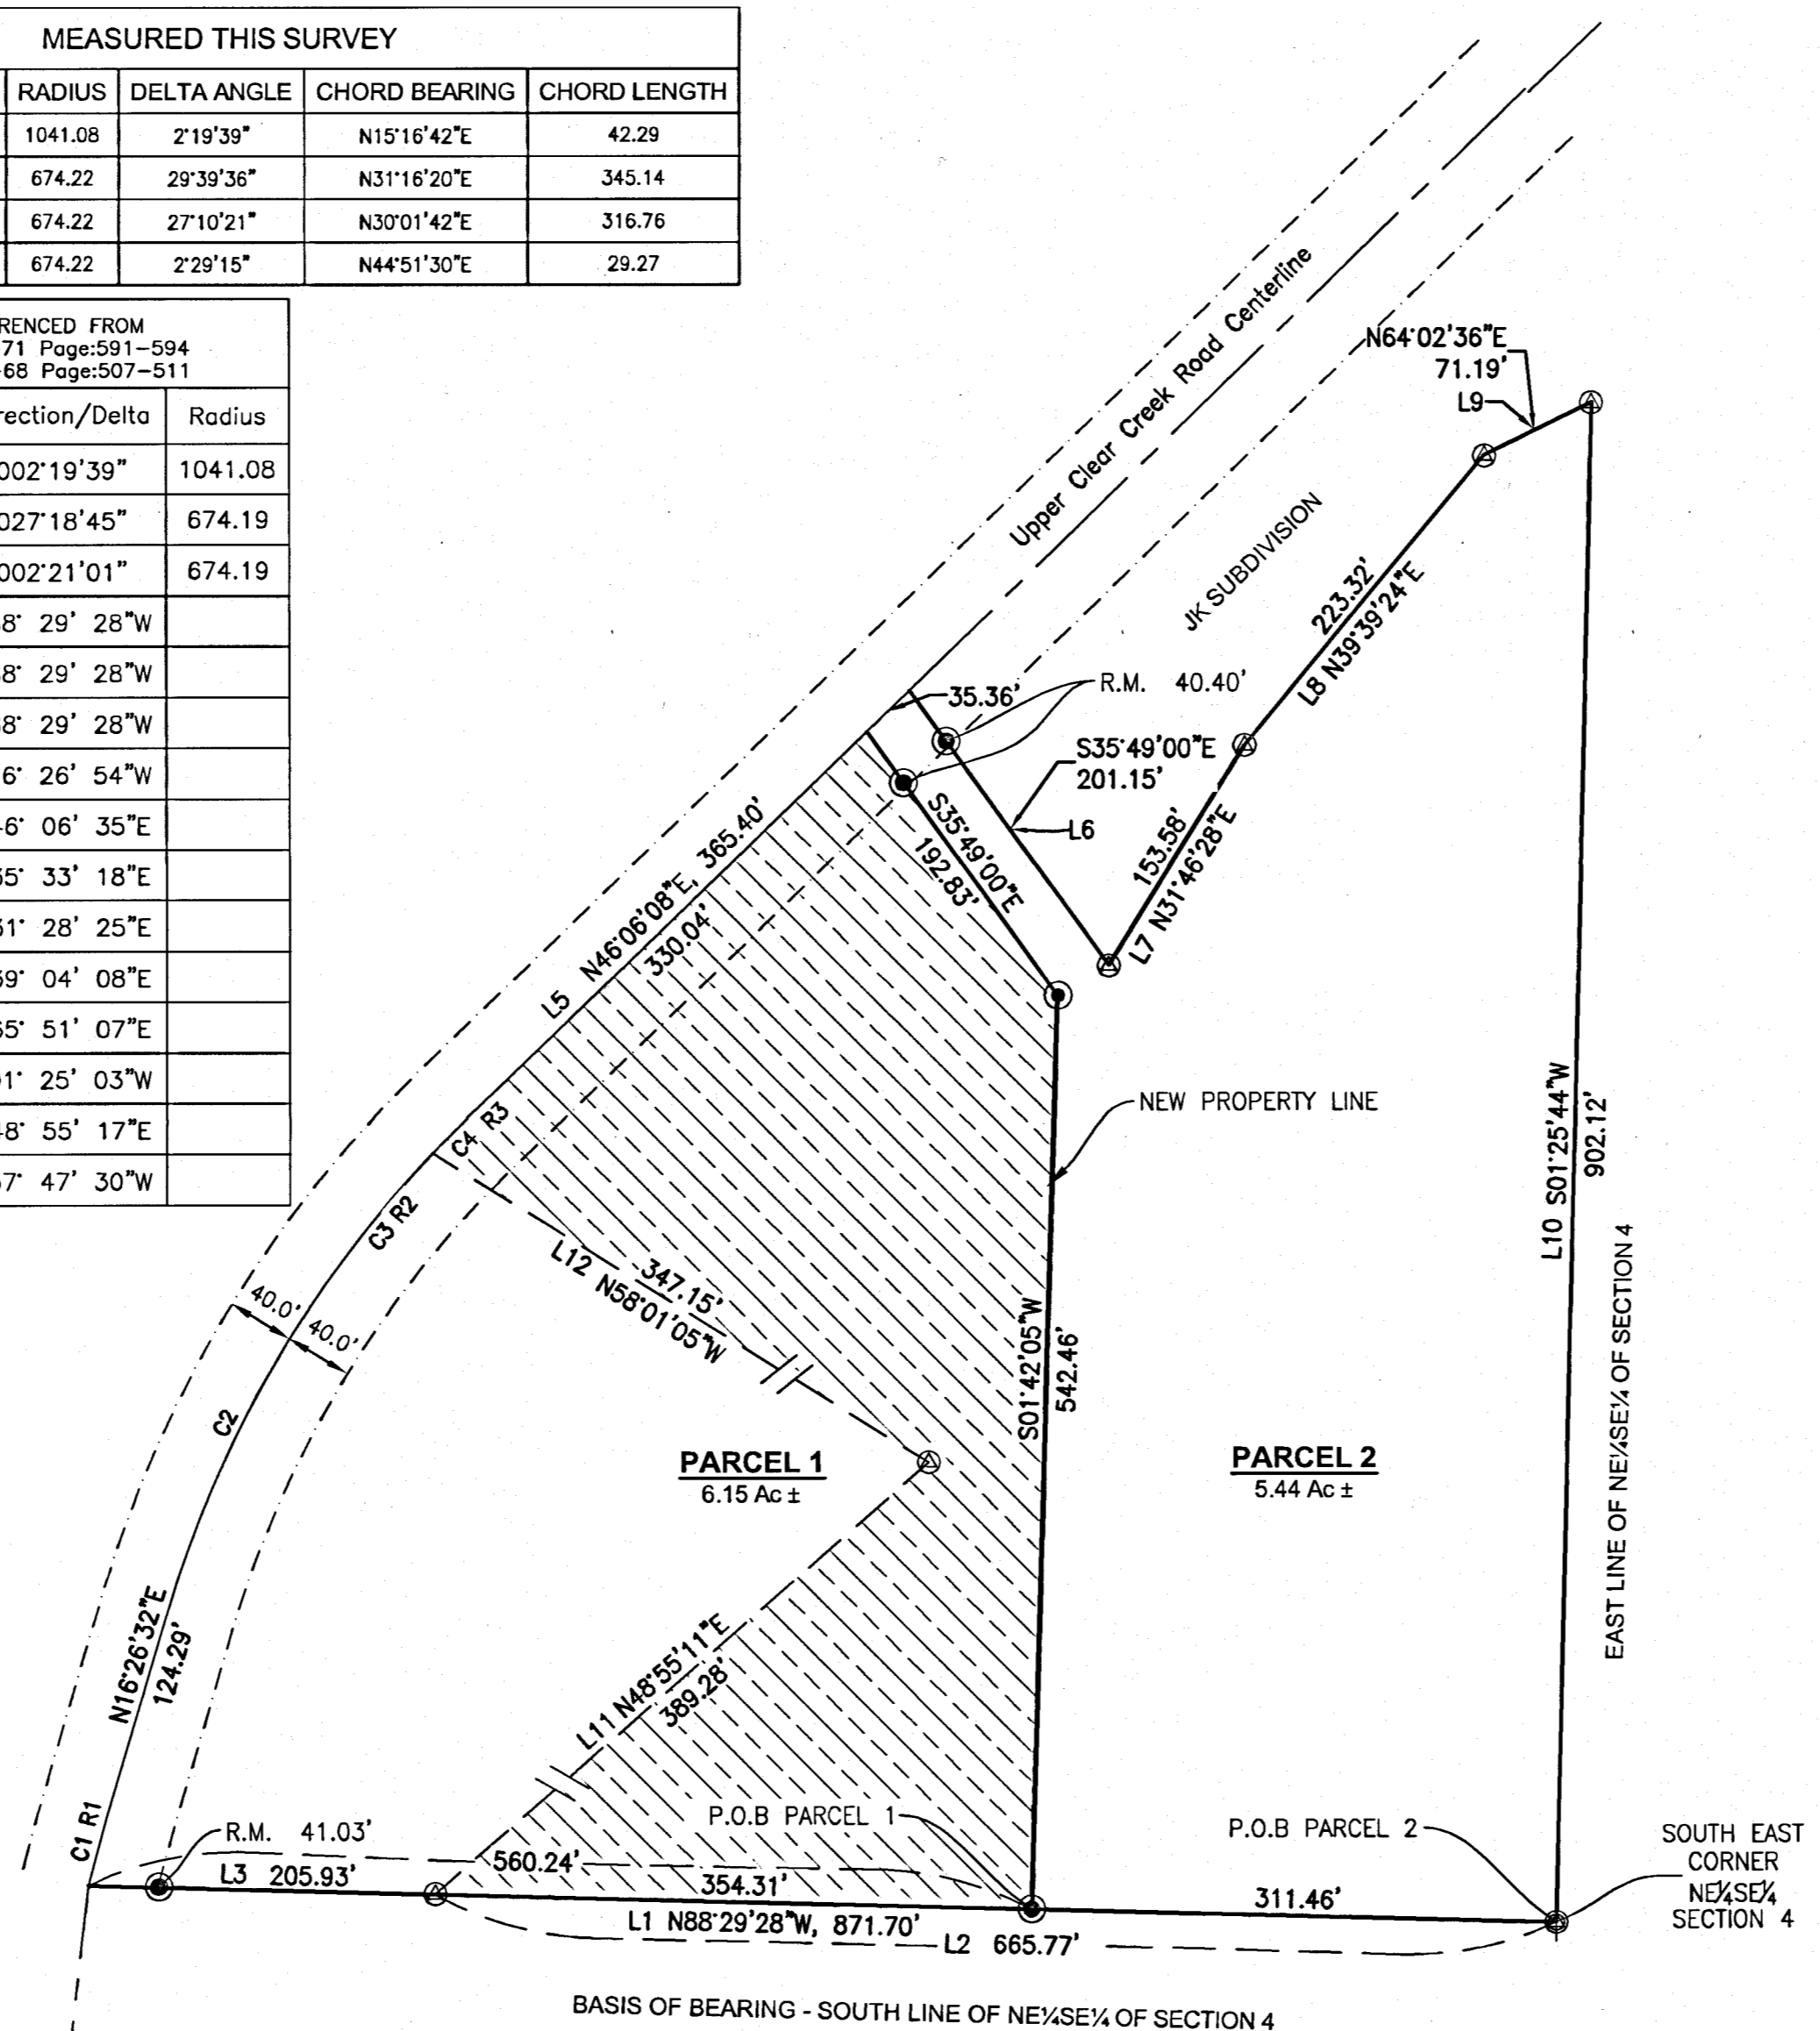 MEASURED THIS SURVEY
RADIUS DELTA ANGLE CHORD BEARING CHORD LENGTH
1041.08 2°19'39" N15°16'42"E 42.29
674.22 29°39'36" N31°16'20"E 345.14
674.22 27°10'21" N30°01'42"E 316.76
674.22 2°29'15" N44°51'30"E 29.27
RENCED FROM
71 Page:591-594
-68 Page:507-511
rection/Delta Radius
002°19'39" 1041.08
027°18'45" 674.19
002°21'01" 674.19
8° 29' 28"W
8° 29' 28"W
8° 29' 28"W
6° 26' 54"W
6° 06' 35"E
35° 33' 18"E
31° 28' 25"E
39° 04' 08"E
65° 51' 07"E
1° 25' 03"W
48° 55' 17"E
57° 47' 30"W
Upper Clear Creek Road Centerline
JK SUBDIVISION
N64°02'36"E
71.19'
L9
223.32'
L8 N39°39'24"E
35.36'
R.M. 40.40'
S35°49'00"E
201.15'
L6
S35°49'00"E
192.83'
153.58'
L7 N31°46'28"E
L5 N46°06'08"E, 365.40'
330.04'
NEW PROPERTY LINE
C4 R3
C3 R2
40.0'
40.0'
347.15'
L12 N58°01'05"W
S01°42'05"W
542.46'
L10 S01°25'44"W
902.12'
EAST LINE OF NE¼SE¼ OF SECTION 4
C2
PARCEL 1
6.15 Ac ±
PARCEL 2
5.44 Ac ±
N16°26'32"E
124.29'
L11 N48°55'11"E
389.28'
C1 R1
R.M. 41.03'
P.O.B PARCEL 1
P.O.B PARCEL 2
SOUTH EAST
CORNER
NE¼SE¼
SECTION 4
L3 205.93'
560.24'
354.31'
311.46'
L1 N88°29'28"W, 871.70'
L2 665.77'
BASIS OF BEARING - SOUTH LINE OF NE¼SE¼ OF SECTION 4